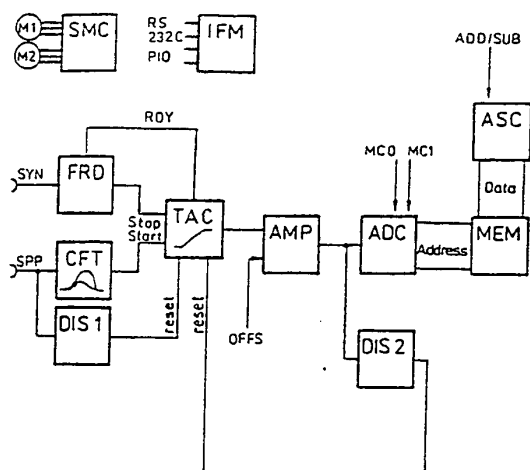 M1
M2
SMC
RS
232C
PIO
IFM
ADD/SUB
ASC
RDY
MC0 MC1
SYN
FRD
Data
Stop
Start
TAC
AMP
ADC
Address
MEM
SPP
CFT
DIS 1
reset
reset
OFFS
DIS 2